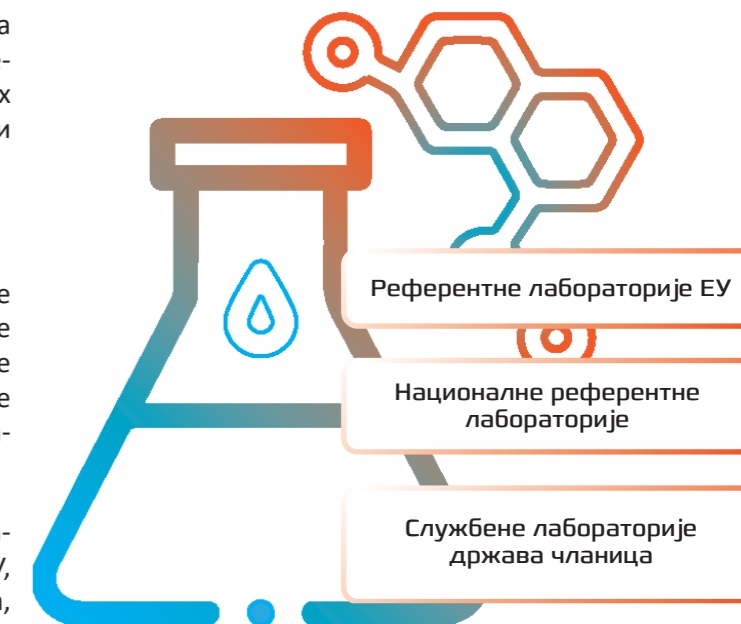 Референтне лабораторије ЕУ
Националне референтне
лабораторије
Службене лабораторије
држава чланица